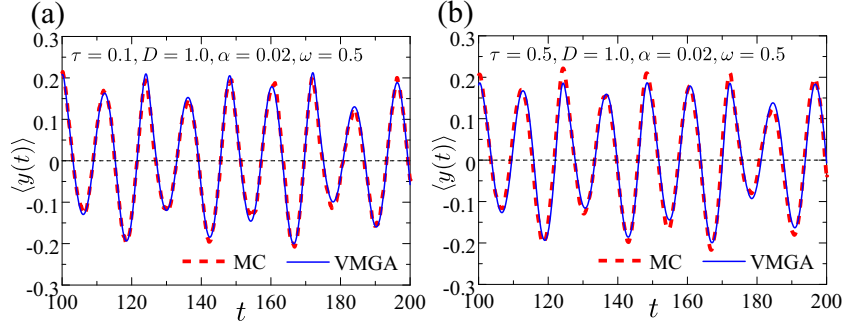 (a)
τ = 0.1, D = 1.0, α = 0.02, ω = 0.5
0.3
0.2
0.1
0
-0.1
-0.2
-0.3
⟨y(t)⟩
MC VMGA
100 120 140 160 180 200
t
(b)
τ = 0.5, D = 1.0, α = 0.02, ω = 0.5
0.3
0.2
0.1
0
-0.1
-0.2
-0.3
⟨y(t)⟩
MC VMGA
100 120 140 160 180 200
t